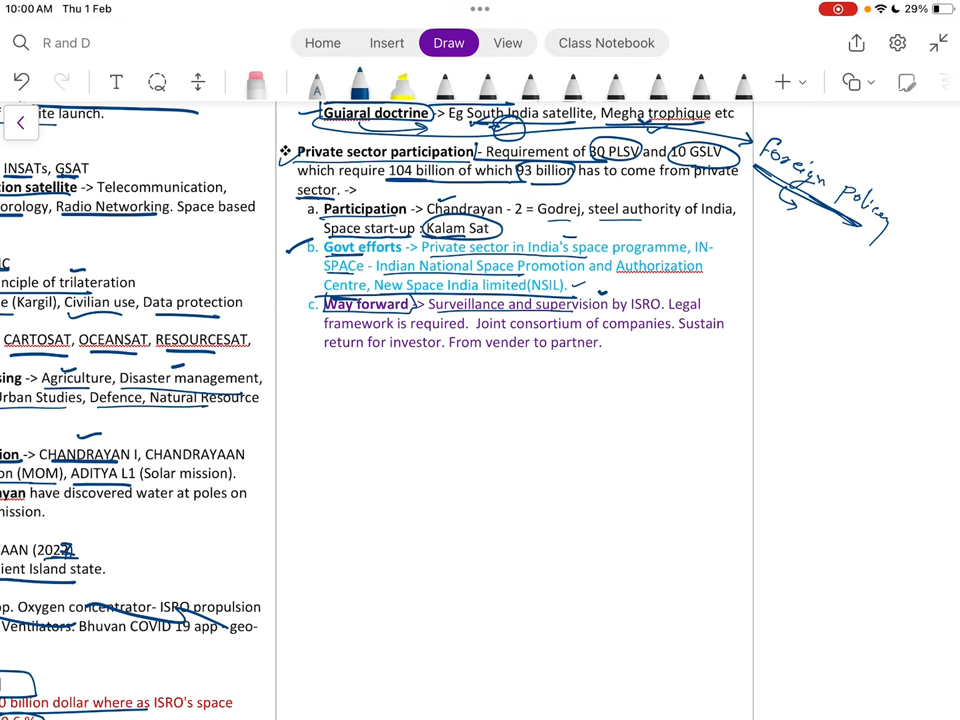 10:00 AM Thu 1 Feb
29%
R and D
Home Insert Draw View Class Notebook
ite launch.
INSATs, GSAT
tion satellite -> Telecommunication,
orology, Radio Networking. Space based
IC
inciple of trilateration
e (Kargil), Civilian use, Data protection
CARTOSAT, OCEANSAT, RESOURCESAT,
sing -> Agriculture, Disaster management,
Urban Studies, Defence, Natural Resource
ion -> CHANDRAYAN I, CHANDRAYAAN
on (MOM), ADITYA L1 (Solar mission).
ayan have discovered water at poles on
mission.
AAN (202
ient Island state.
op. Oxygen concentrator- ISRO propulsion
Ventilators. Bhuvan COVID 19 app -geo-
0 billion dollar where as ISRO's space
Gujaral doctrine -> Eg South India satellite, Megha trophique etc
❖ Private sector participation - Requirement of 30 PLSV and 10 GSLV
which require 104 billion of which 93 billion has to come from private
sector. ->
a. Participation -> Chandrayan - 2 = Godrej, steel authority of India,
Space start-up : Kalam Sat
b. Govt efforts -> Private sector in India's space programme, IN-
SPACe - Indian National Space Promotion and Authorization
Centre, New Space India limited(NSIL).
c. Way forward -> Surveillance and supervision by ISRO. Legal
framework is required. Joint consortium of companies. Sustain
return for investor. From vender to partner.
Foreign policy